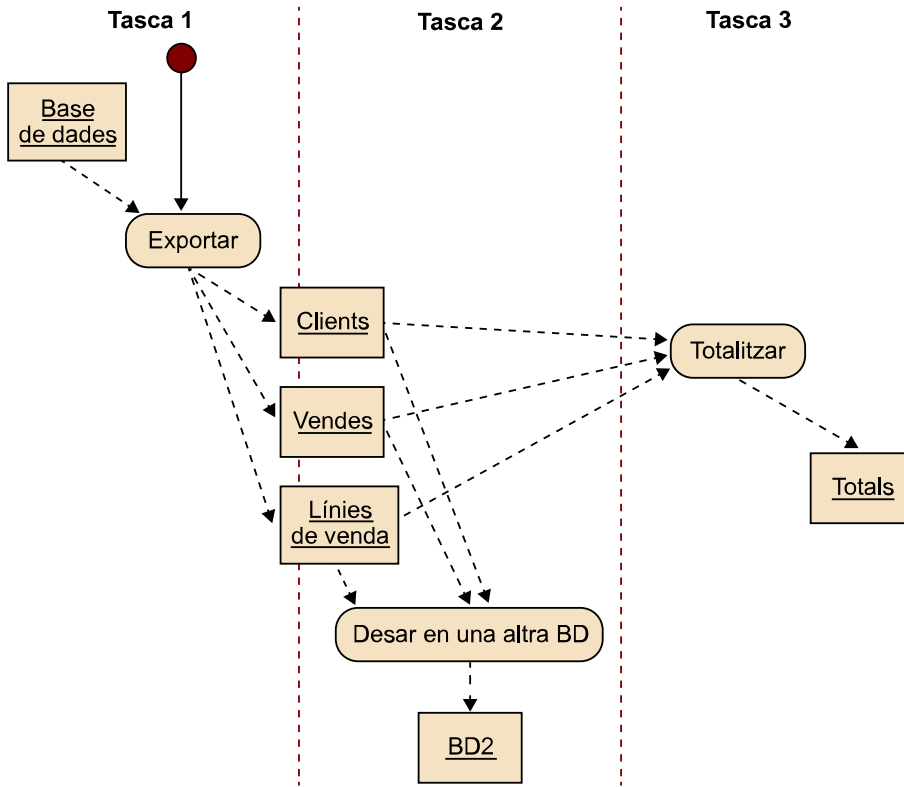 Tasca 1
Tasca 2
Tasca 3
Base
de dades
Exportar
Clients
Totalitzar
Vendes
Totals
Línies
de venda
Desar en una altra BD
BD2